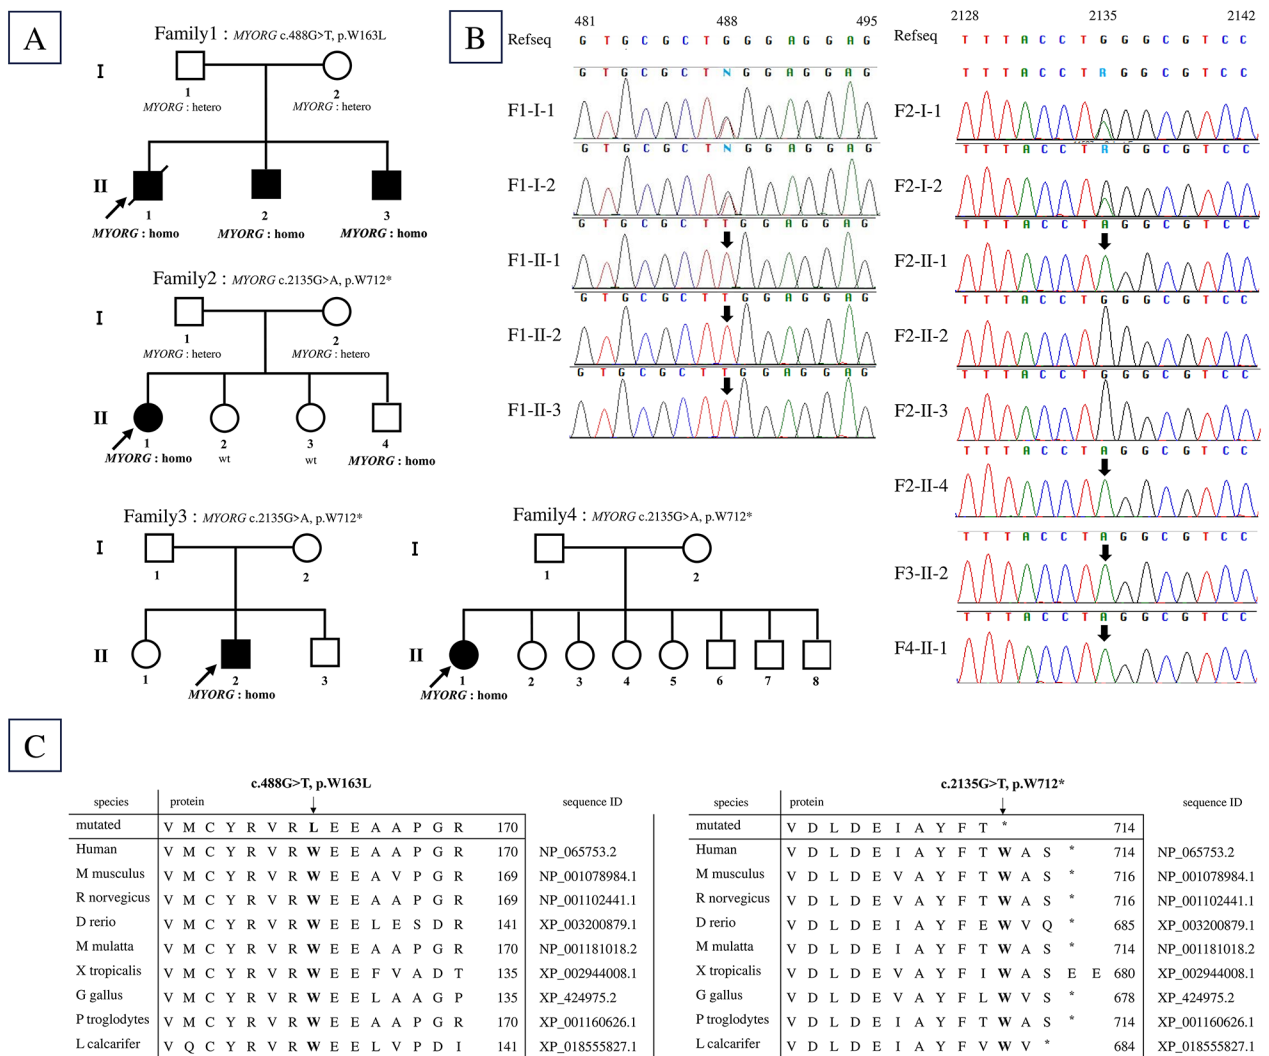 A
Family1 : MYORG c.488G>T, p.W163L
I
1
2
MYORG : hetero
MYORG : hetero
II
1
2
3
MYORG : homo
MYORG : homo
MYORG : homo
Family2 : MYORG c.2135G>A, p.W712*
I
1
2
MYORG : hetero
MYORG : hetero
II
1
2
3
4
MYORG : homo
wt
wt
MYORG : homo
Family3 : MYORG c.2135G>A, p.W712*
I
1
2
II
1
2
3
MYORG : homo
Family4 : MYORG c.2135G>A, p.W712*
I
1
2
II
1
2
3
4
5
6
7
8
MYORG : homo
B
481 488 495
Refseq G T G C G C T G G G A G G A G
F1-I-1 G T G C G C T N G G A G G A G
F1-I-2 G T G C G C T N G G A G G A G
F1-II-1 G T G C G C T T G G A G G A G
F1-II-2 G T G C G C T T G G A G G A G
F1-II-3 G T G C G C T T G G A G G A G
2128 2135 2142
Refseq T T T A C C T G G G C G T C C
F2-I-1 T T T A C C T R G G C G T C C
F2-I-2 T T T A C C T R G G C G T C C
F2-II-1 T T T A C C T A G G C G T C C
F2-II-2 T T T A C C T G G G C G T C C
F2-II-3 T T T A C C T G G G C G T C C
F2-II-4 T T T A C C T A G G C G T C C
F3-II-2 T T T A C C T A G G C G T C C
F4-II-1 T T T A C C T A G G C G T C C
C
c.488G>T, p.W163L
species protein sequence ID
mutated V M C Y R V R L E E A A P G R 170
Human V M C Y R V R W E E A A P G R 170 NP_065753.2
M musculus V M C Y R V R W E E A V P G R 169 NP_001078984.1
R norvegicus V M C Y R V R W E E A A P G R 169 NP_001102441.1
D rerio V M C Y R V R W E E L E S D R 141 XP_003200879.1
M mulatta V M C Y R V R W E E A A P G R 170 NP_001181018.2
X tropicalis V M C Y R V R W E E F V A D T 135 XP_002944008.1
G gallus V M C Y R V R W E E L A A G P 135 XP_424975.2
P troglodytes V M C Y R V R W E E A A P G R 170 XP_001160626.1
L calcarifer V Q C Y R V R W E E L V P D I 141 XP_018555827.1
c.2135G>T, p.W712*
species protein sequence ID
mutated V D L D E I A Y F T * 714
Human V D L D E I A Y F T W A S * 714 NP_065753.2
M musculus V D L D E V A Y F T W A S * 716 NP_001078984.1
R norvegicus V D L D E V A Y F T W A S * 716 NP_001102441.1
D rerio V D L D E I A Y F E W V Q * 685 XP_003200879.1
M mulatta V D L D E I A Y F T W A S * 714 NP_001181018.2
X tropicalis V D L D E V A Y F I W A S E E 680 XP_002944008.1
G gallus V D L D E V A Y F L W V S * 678 XP_424975.2
P troglodytes V D L D E I A Y F T W A S * 714 XP_001160626.1
L calcarifer V D L D E I A Y F V W V * 684 XP_018555827.1